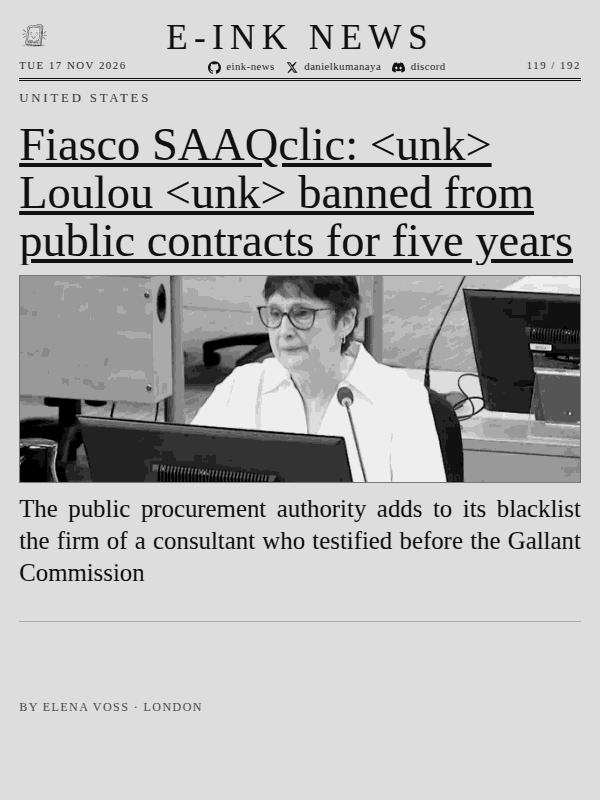 E-INK NEWS
TUE 17 NOV 2026
eink-news danielkumaya discord
119 / 192
UNITED STATES
Fiasco SAAQclic: <unk>
Loulou <unk> banned from
public contracts for five years
The public procurement authority adds to its blacklist
the firm of a consultant who testified before the Gallant
Commission
BY ELENA VOSS · LONDON